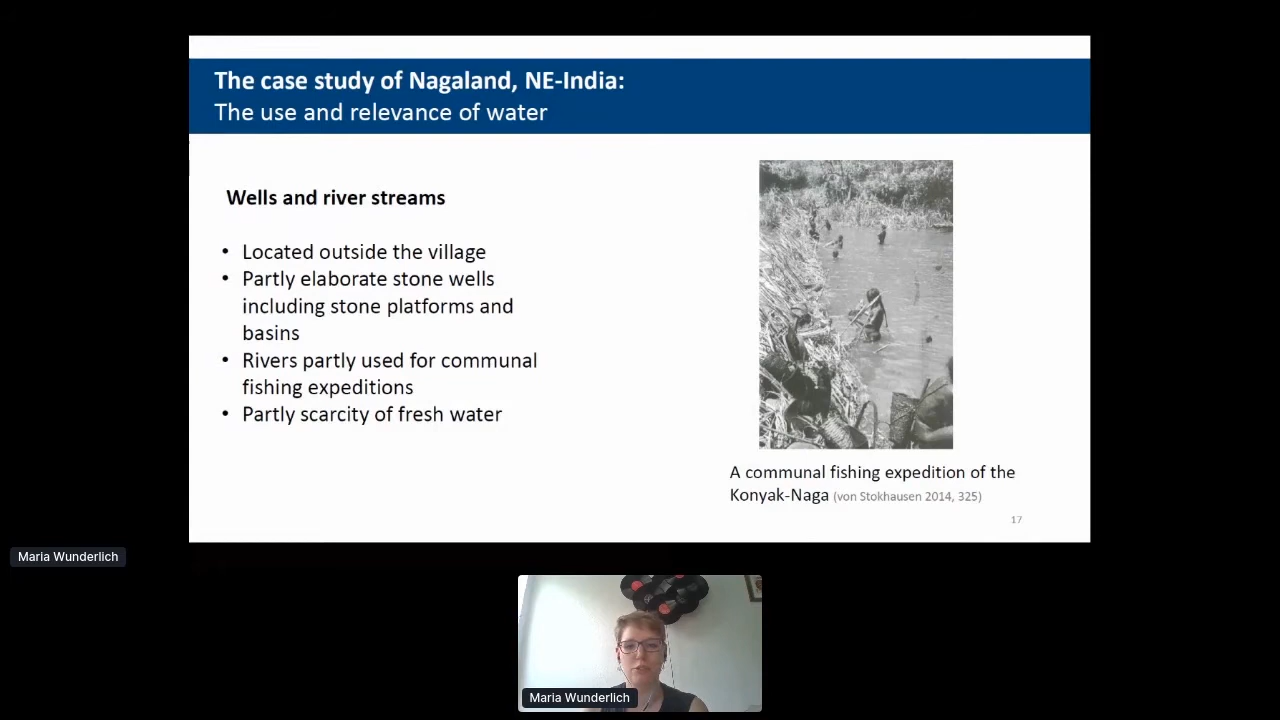 The case study of Nagaland, NE-India:
The use and relevance of water
Wells and river streams
• Located outside the village
• Partly elaborate stone wells
including stone platforms and
basins
• Rivers partly used for communal
fishing expeditions
• Partly scarcity of fresh water
A communal fishing expedition of the
Konyak-Naga (von Stokhausen 2014, 325)
17
Maria Wunderlich
Maria Wunderlich